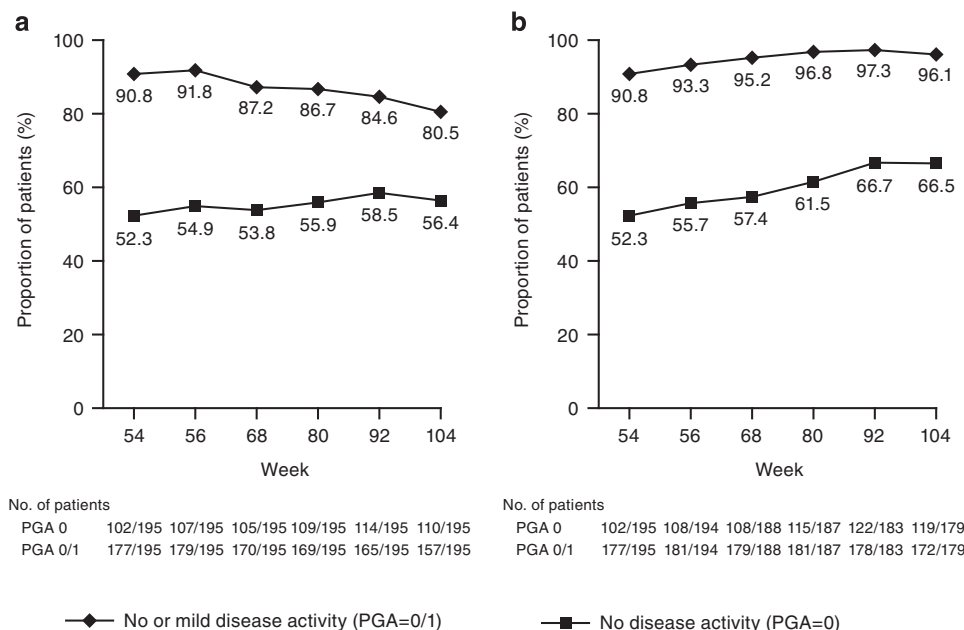 a
100
80
60
40
20
0
Proportion of patients (%)
90.8 91.8 87.2 86.7 84.6 80.5
52.3 54.9 53.8 55.9 58.5 56.4
54 56 68 80 92 104
Week
No. of patients
PGA 0 102/195 107/195 105/195 109/195 114/195 110/195
PGA 0/1 177/195 179/195 170/195 169/195 165/195 157/195
b
100
80
60
40
20
0
Proportion of patients (%)
90.8 93.3 95.2 96.8 97.3 96.1
52.3 55.7 57.4 61.5 66.7 66.5
54 56 68 80 92 104
Week
No. of patients
PGA 0 102/195 108/194 108/188 115/187 122/183 119/179
PGA 0/1 177/195 181/194 179/188 181/187 178/183 172/179
No or mild disease activity (PGA=0/1)
No disease activity (PGA=0)